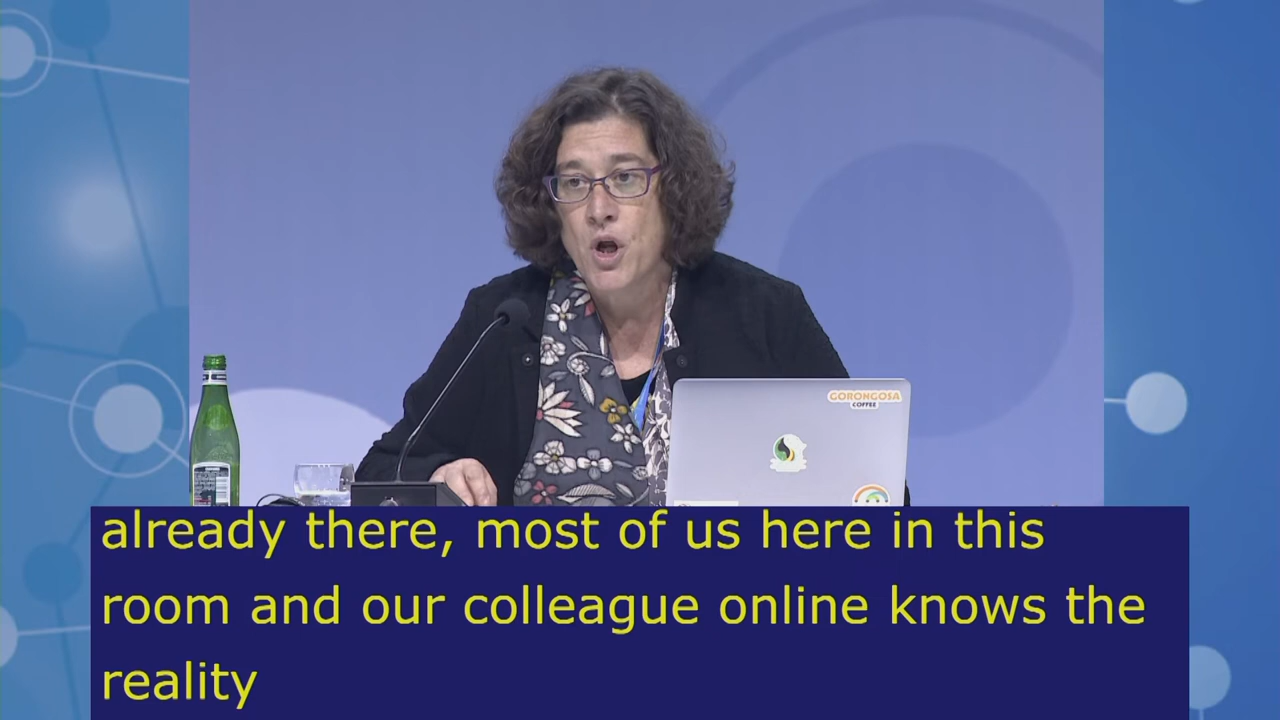 GORONGOSA
COFFEE
already there, most of us here in this
room and our colleague online knows the
reality